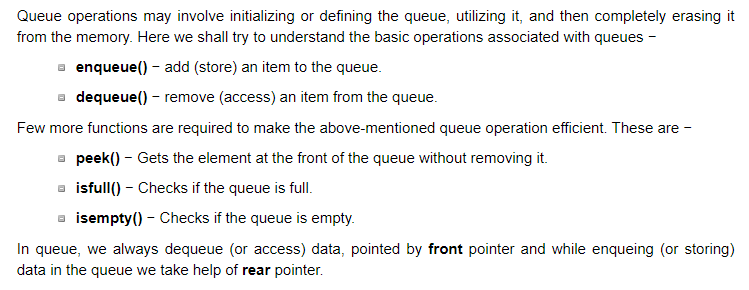 Queue operations may involve initializing or defining the queue, utilizing it, and then completely erasing it
from the memory. Here we shall try to understand the basic operations associated with queues −
enqueue() − add (store) an item to the queue.
dequeue() − remove (access) an item from the queue.
Few more functions are required to make the above-mentioned queue operation efficient. These are −
peek() − Gets the element at the front of the queue without removing it.
isfull() − Checks if the queue is full.
isempty() − Checks if the queue is empty.
In queue, we always dequeue (or access) data, pointed by front pointer and while enqueing (or storing)
data in the queue we take help of rear pointer.